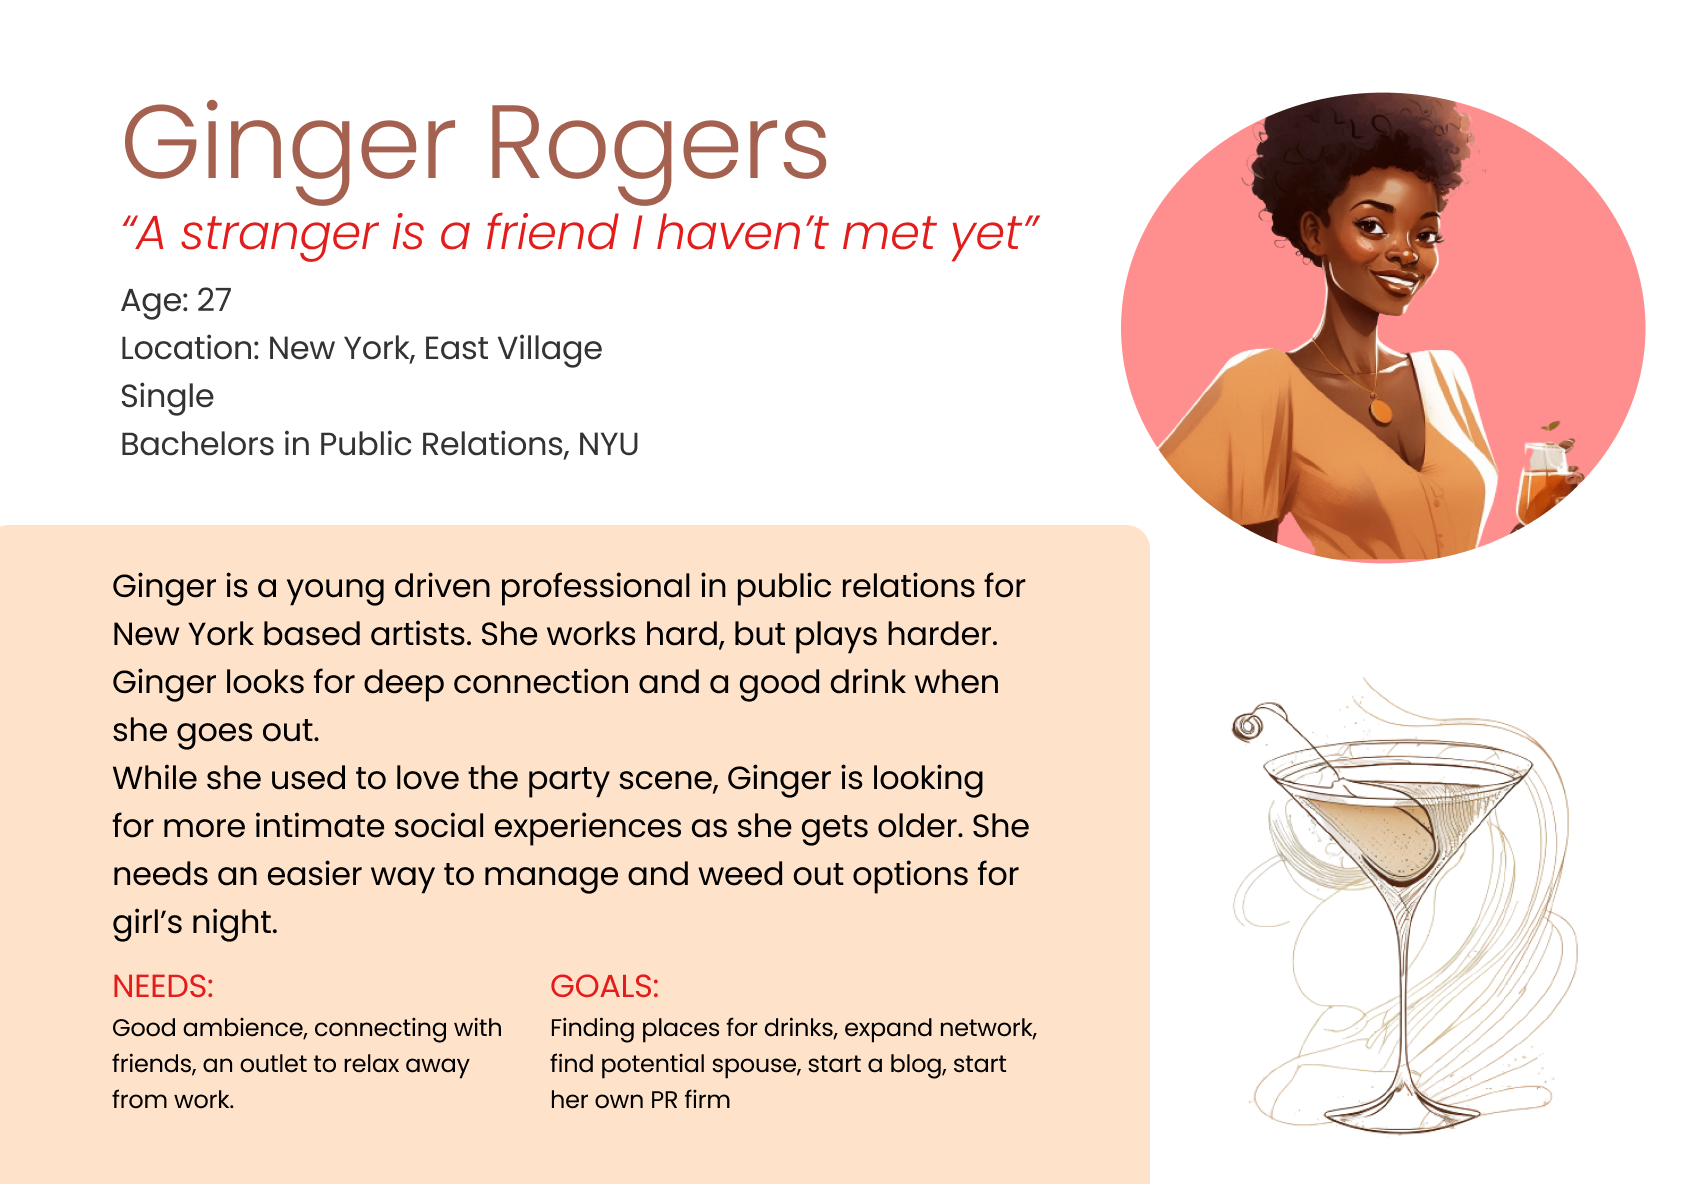 Ginger Rogers
“A stranger is a friend I haven’t met yet”
Age: 27
Location: New York, East Village
Single
Bachelors in Public Relations, NYU
Ginger is a young driven professional in public relations for
New York based artists. She works hard, but plays harder.
Ginger looks for deep connection and a good drink when
she goes out.
While she used to love the party scene, Ginger is looking
for more intimate social experiences as she gets older. She
needs an easier way to manage and weed out options for
girl’s night.
NEEDS:
Good ambience, connecting with
friends, an outlet to relax away
from work.
GOALS:
Finding places for drinks, expand network,
find potential spouse, start a blog, start
her own PR firm